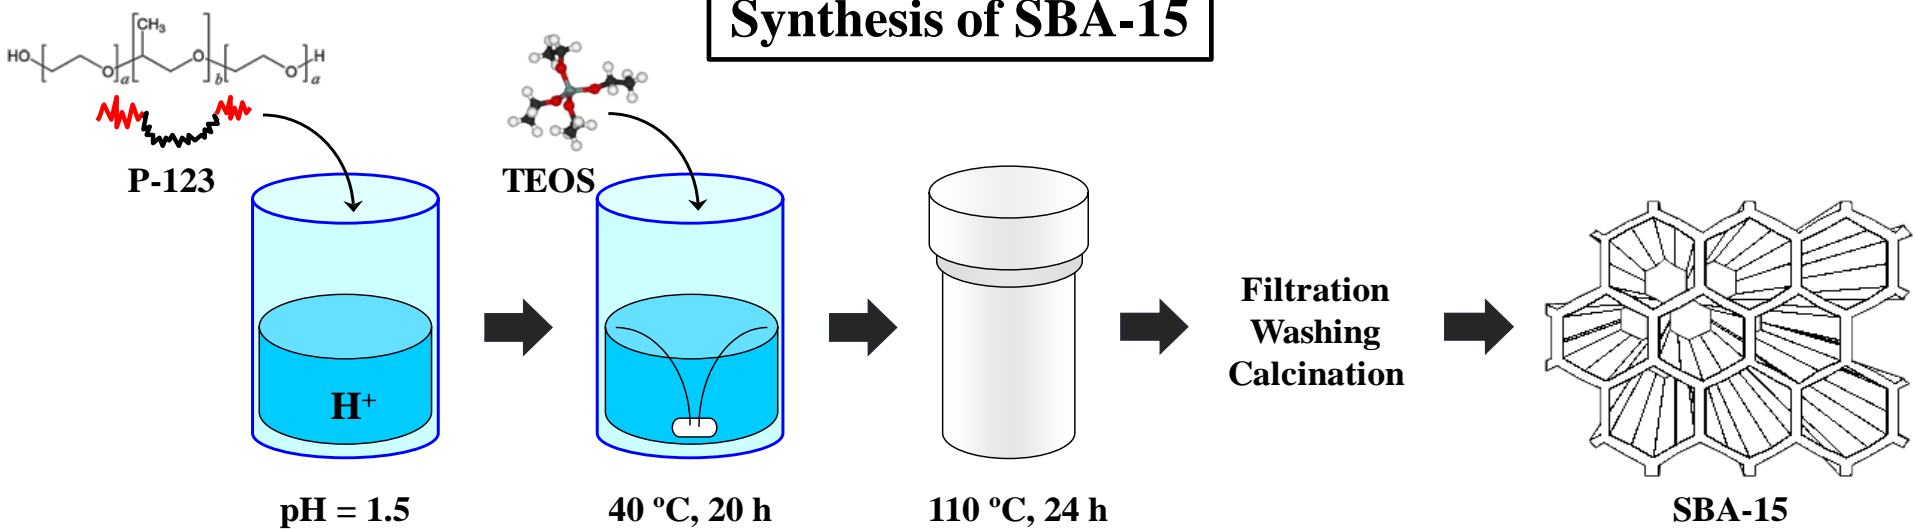 Synthesis of SBA-15
CH₃
HO
O
a
O
b
O
H
a
P-123
TEOS
H⁺
Filtration
Washing
Calcination
pH = 1.5
40 ºC, 20 h
110 ºC, 24 h
SBA-15